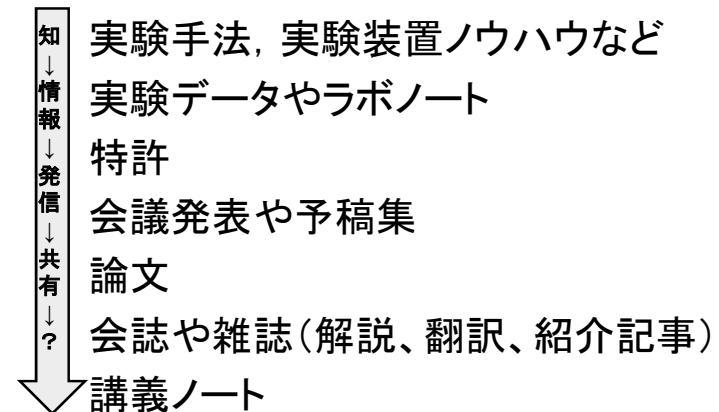 知
↓
情
報
↓
発
信
↓
共
有
↓
？
実験手法，実験装置ノウハウなど
実験データやラボノート
特許
会議発表や予稿集
論文
会誌や雑誌（解説、翻訳、紹介記事）
講義ノート